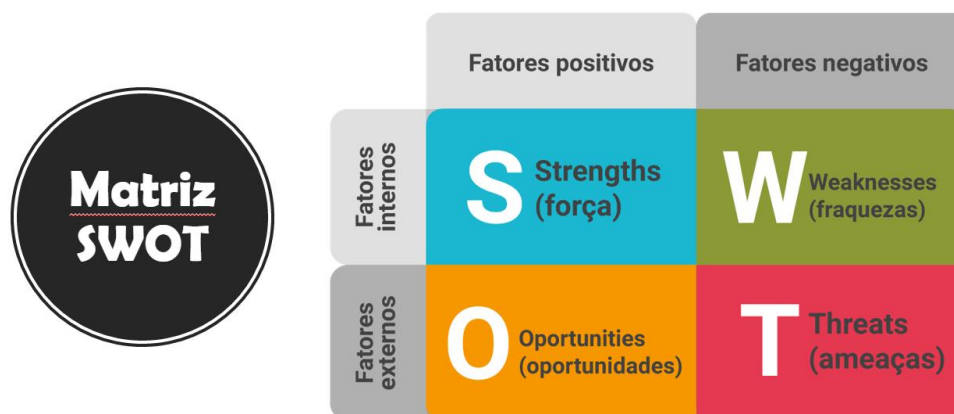 Matriz
SWOT
Fatores positivos
Fatores negativos
Fatores
internos
S
Strengths
(força)
W
Weaknesses
(fraquezas)
Fatores
externos
O
Oportunities
(oportunidades)
T
Threats
(ameaças)